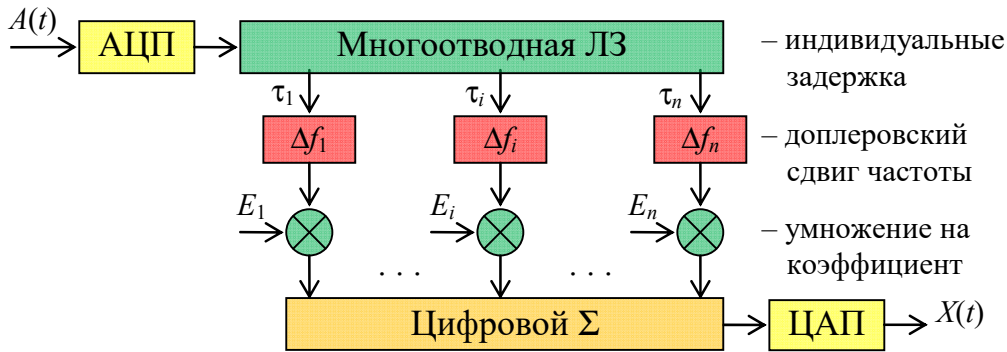 A(t)
АЦП
Многоотводная ЛЗ
– индивидуальные
задержка
τ1
τi
τn
Δf1
Δfi
Δfn
– доплеровский
сдвиг частоты
E1
Ei
En
– умножение на
коэффициент
. . .
. . .
Цифровой Σ
ЦАП
X(t)